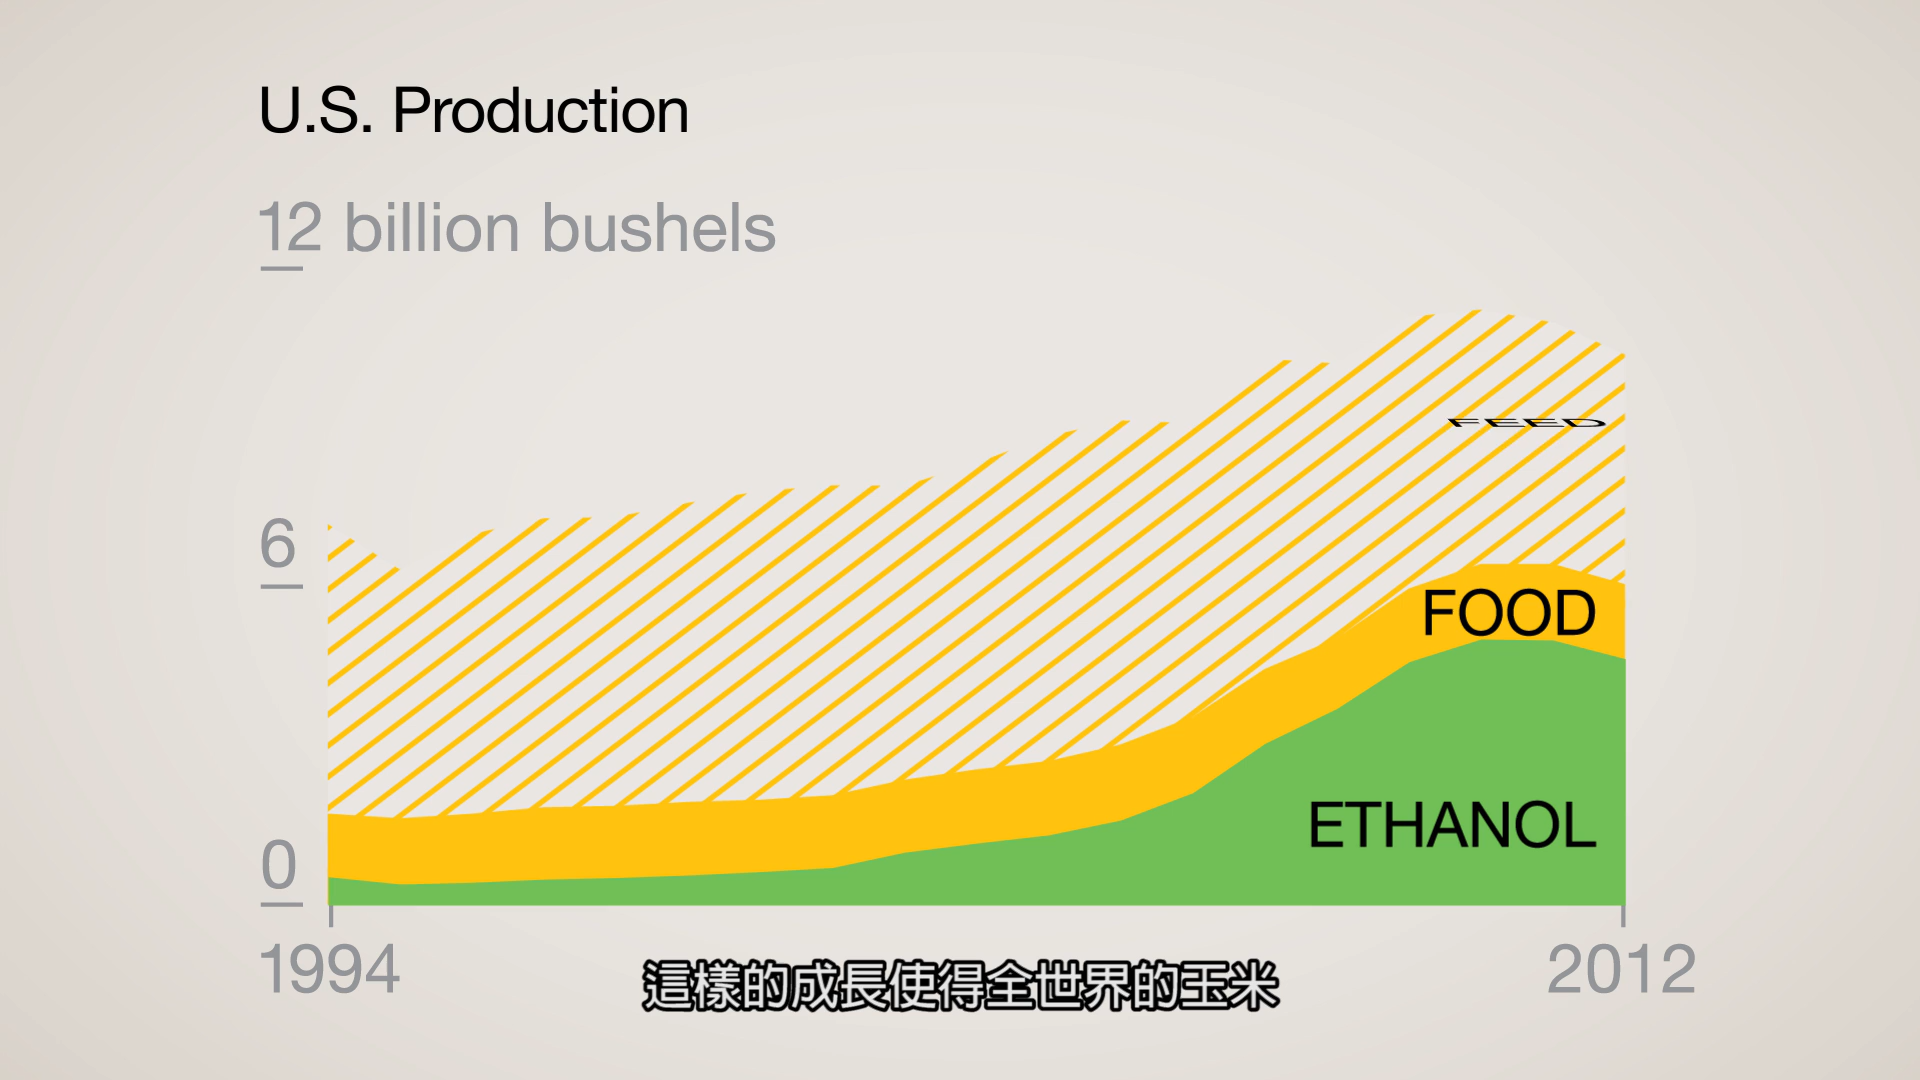 U.S. Production
12 billion bushels
FEED
6
FOOD
ETHANOL
0
1994
2012
這樣的成長使得全世界的玉米